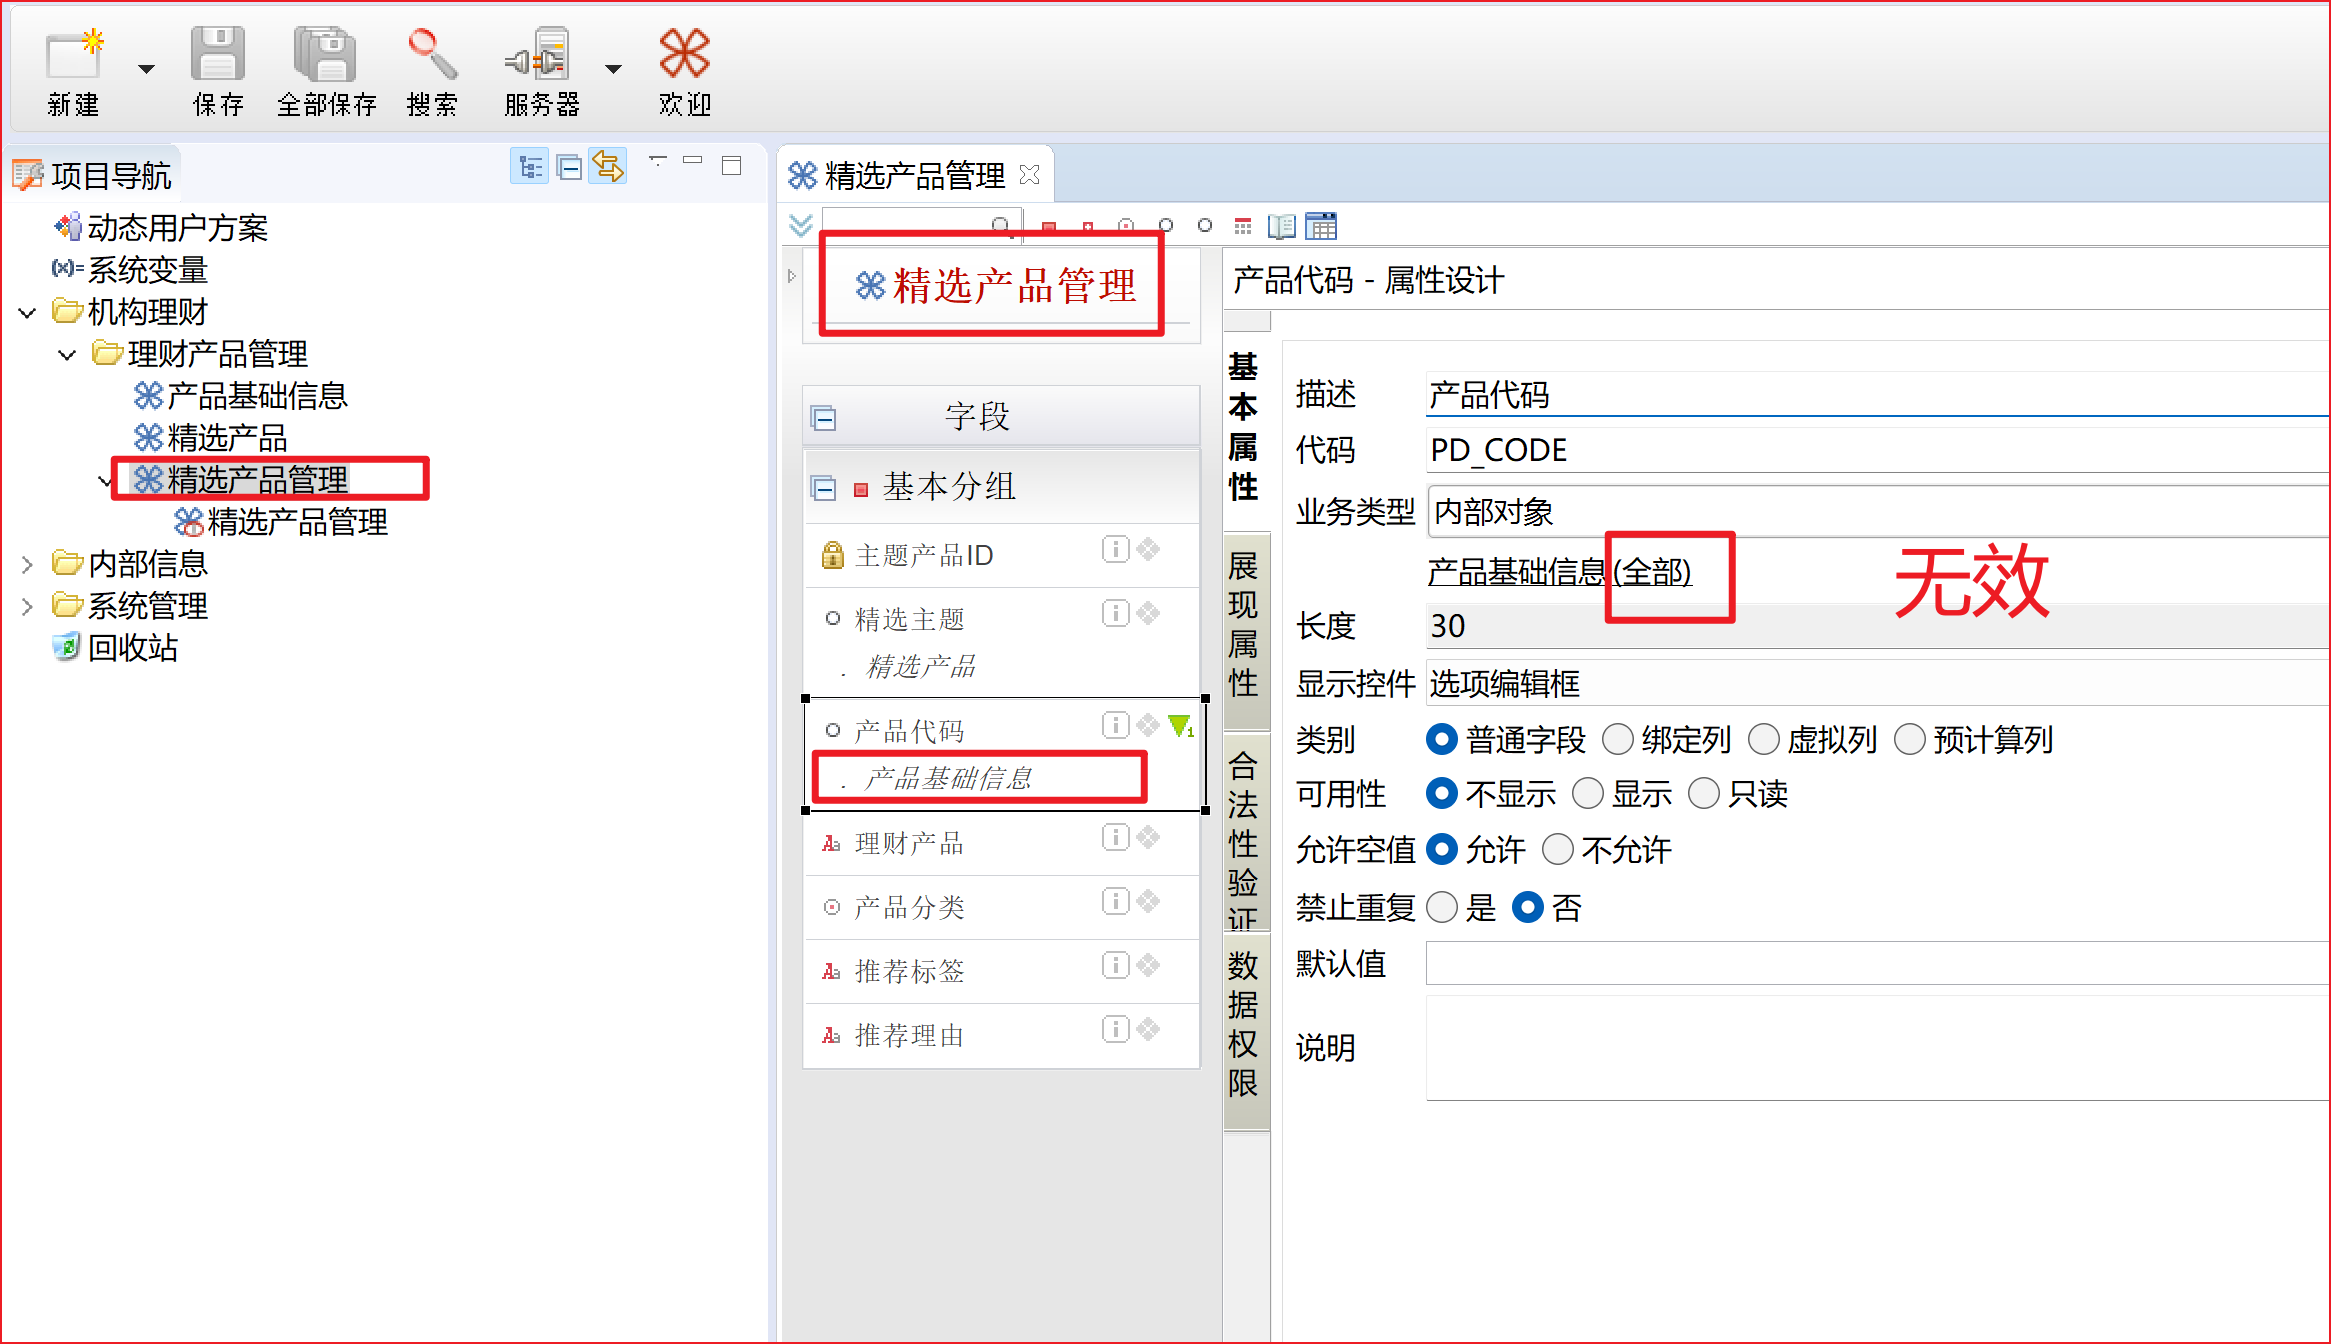 新建
保存
全部保存
搜索
服务器
欢迎
项目导航
动态用户方案
(x)= 系统变量
机构理财
理财产品管理
产品基础信息
精选产品
精选产品管理
精选产品管理
内部信息
系统管理
回收站
精选产品管理
精选产品管理
字段
基本分组
主题产品ID
精选主题
. 精选产品
产品代码
1
. 产品基础信息
理财产品
产品分类
推荐标签
推荐理由
产品代码 - 属性设计
基本属性
展现属性
合法性验证
数据权限
描述 产品代码
代码 PD_CODE
业务类型 内部对象
产品基础信息(全部)
无效
长度 30
显示控件 选项编辑框
类别 普通字段 绑定列 虚拟列 预计算列
可用性 不显示 显示 只读
允许空值 允许 不允许
禁止重复 是 否
默认值
说明